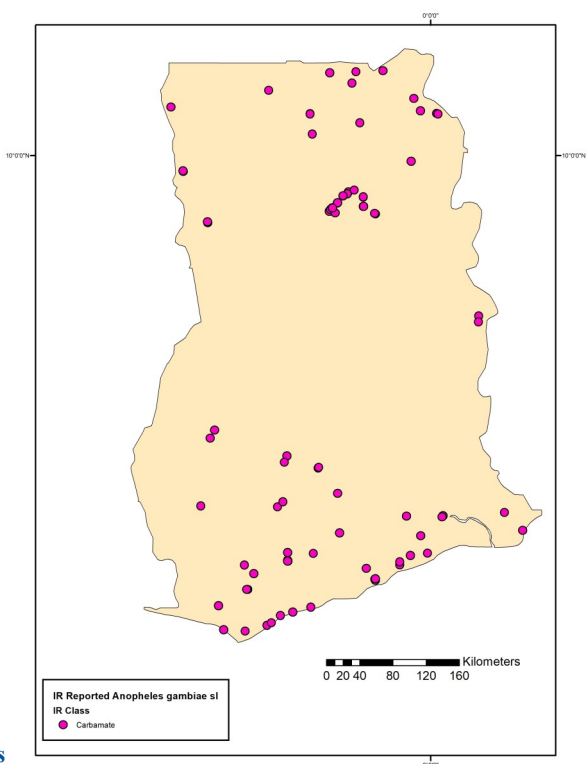 0°0'0"
10°0'0"N
10°0'0"N
Kilometers
0 20 40 80 120 160
IR Reported Anopheles gambiae sl
IR Class
Carbamate
s